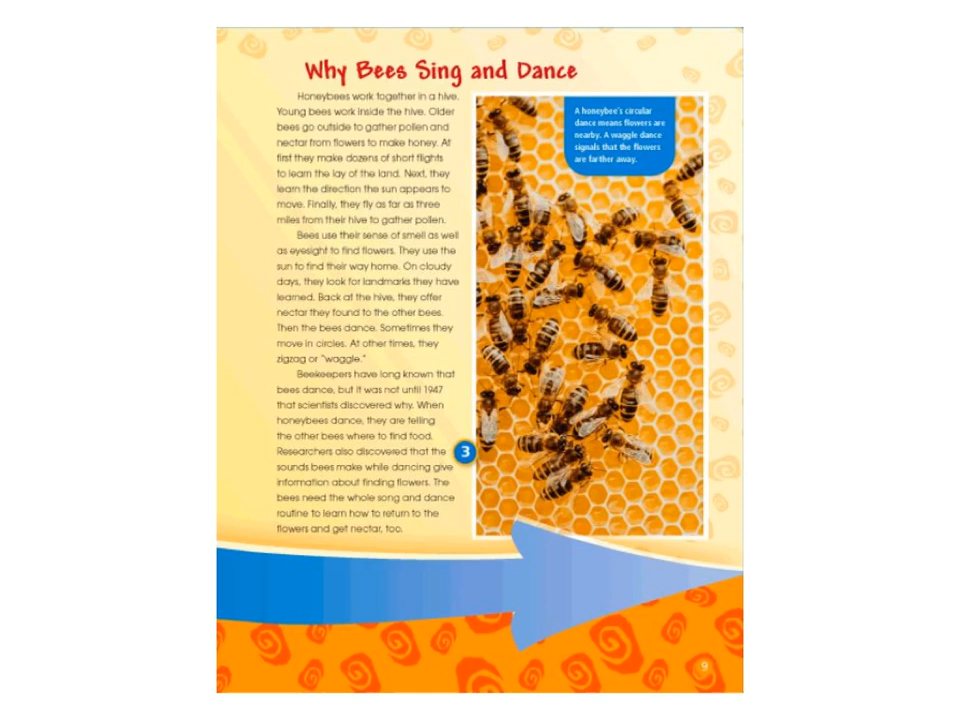 Why Bees Sing and Dance
Honeybees work together in a hive.
Young bees work inside the hive. Older
bees go outside to gather pollen and
nectar from flowers to make honey. At
first they make dozens of short flights
to learn the lay of the land. Next, they
learn the direction the sun appears to
move. Finally, they fly as far as three
miles from their hive to gather pollen.
Bees use their sense of smell as well
as eyesight to find flowers. They use the
sun to find their way home. On cloudy
days, they look for landmarks they have
learned. Back at the hive, they offer
nectar they found to the other bees.
Then the bees dance. Sometimes they
move in circles. At other times, they
zigzag or "waggle."
Beekeepers have long known that
bees dance, but it was not until 1947
that scientists discovered why. When
honeybees dance, they are telling
the other bees where to find food.
Researchers also discovered that the
sounds bees make while dancing give
information about finding flowers. The
bees need the whole song and dance
routine to learn how to return to the
flowers and get nectar, too.
A honeybee's circular
dance means flowers are
nearby. A waggle dance
signals that the flowers
are farther away.
3
9